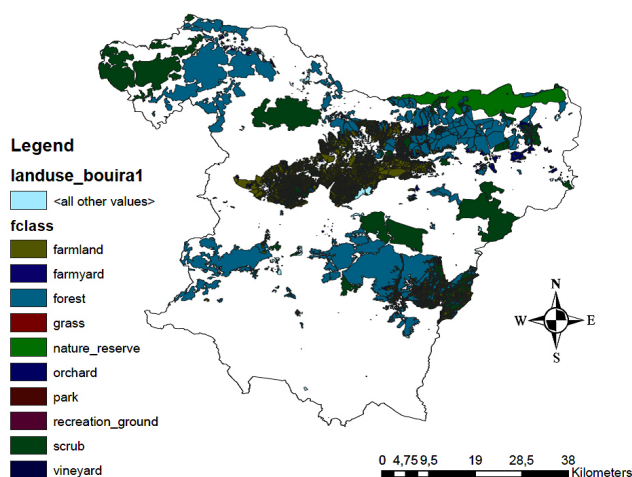 Legend
landuse_bouira1
<all other values>
fclass
farmland
farmyard
forest
grass
nature_reserve
orchard
park
recreation_ground
scrub
vineyard
N
W E
S
0 4,75 9,5 19 28,5 38
Kilometers